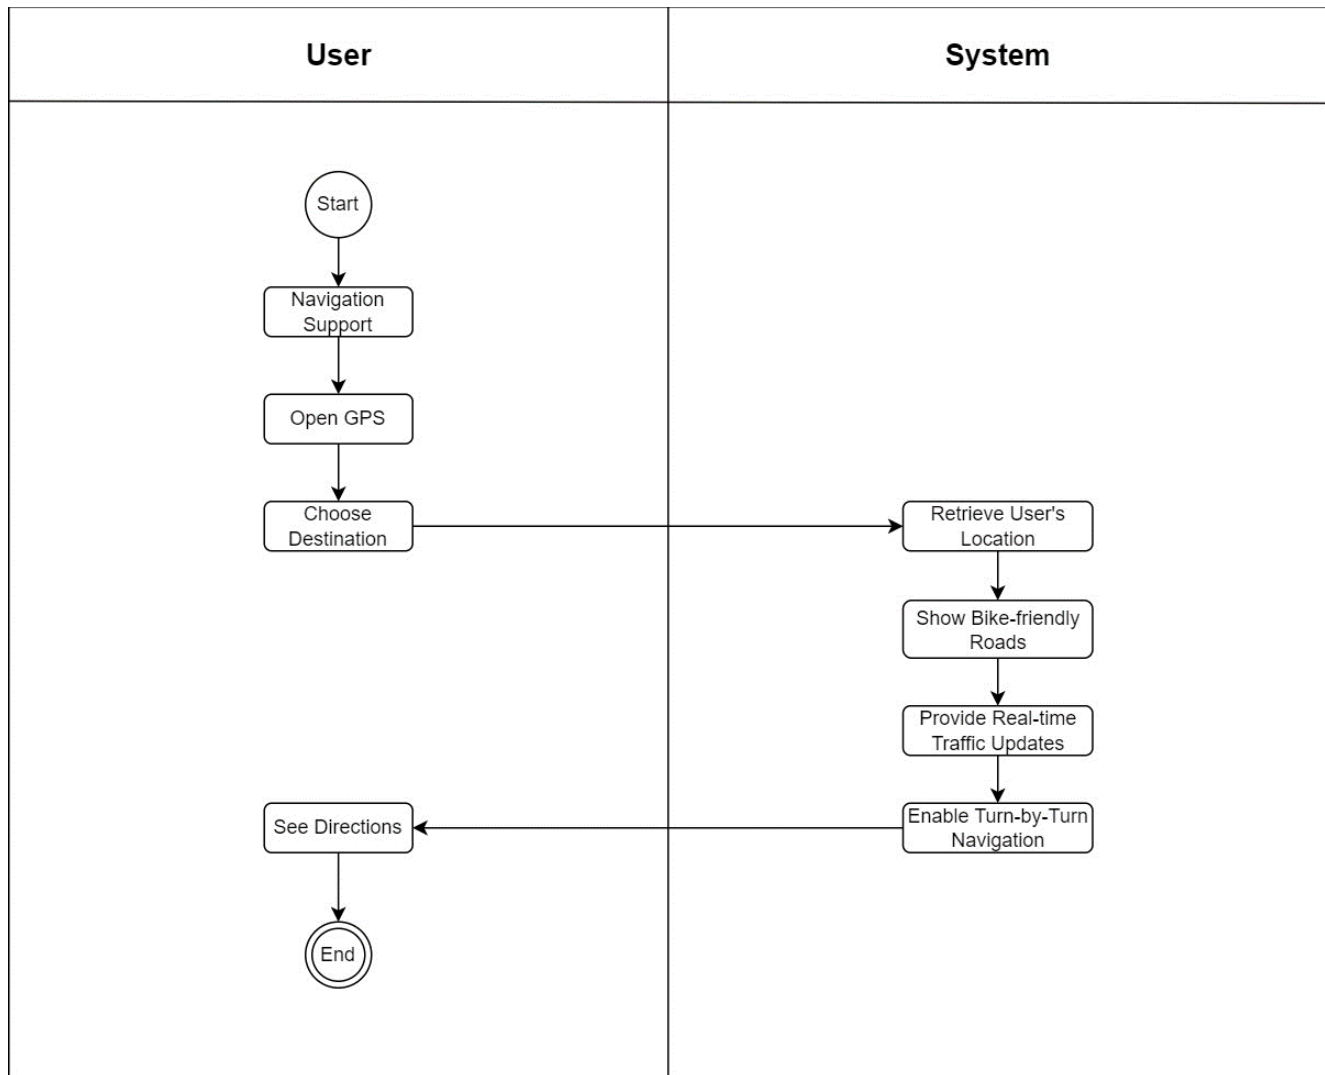 User
System
Start
Navigation
Support
Open GPS
Choose
Destination
Retrieve User's
Location
Show Bike-friendly
Roads
Provide Real-time
Traffic Updates
Enable Turn-by-Turn
Navigation
See Directions
End